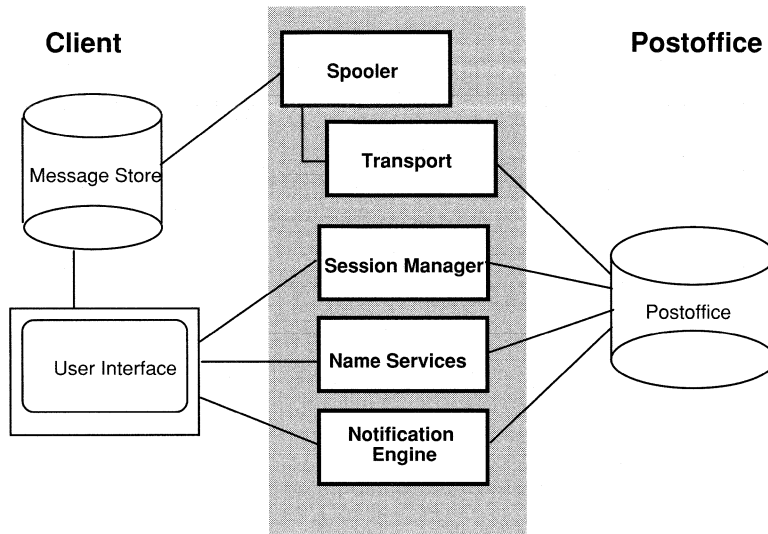 Client
Postoffice
Spooler
Message Store
Transport
Session Manager
Postoffice
User Interface
Name Services
Notification
Engine